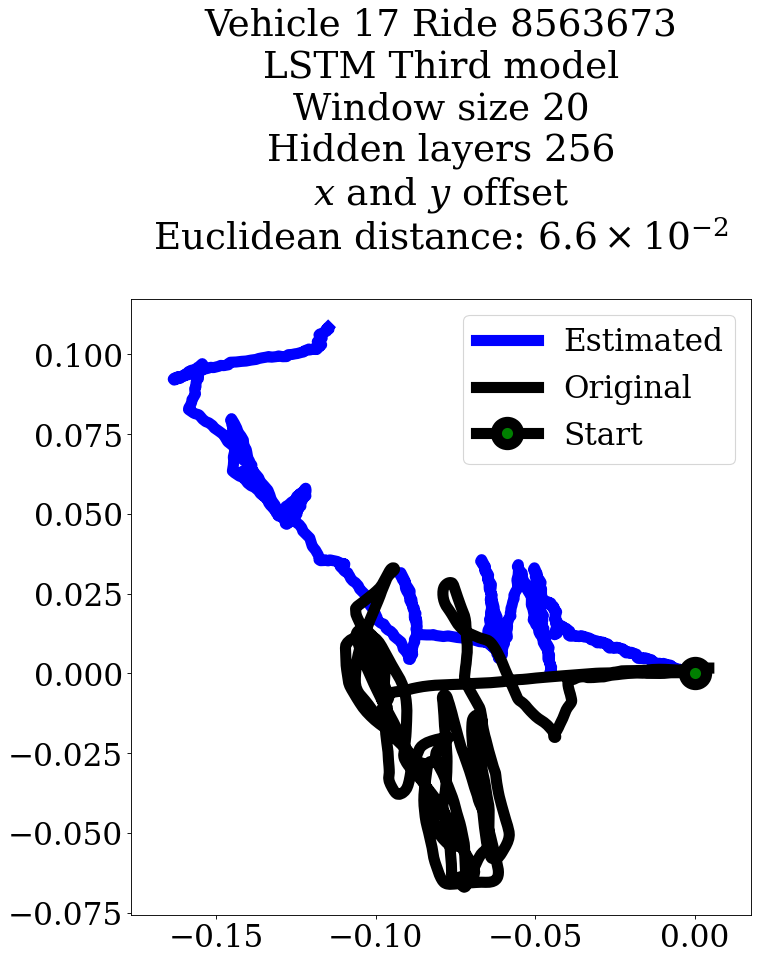 Vehicle 17 Ride 8563673
LSTM Third model
Window size 20
Hidden layers 256
x and y offset
Euclidean distance: 6.6 × 10⁻²
Estimated
Original
Start
0.100
0.075
0.050
0.025
0.000
−0.025
−0.050
−0.075
−0.15 −0.10 −0.05 0.00